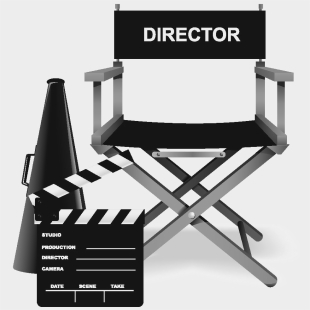 DIRECTOR
STUDIO
PRODUCTION
DIRECTOR
CAMERA
DATE SCENE TAKE